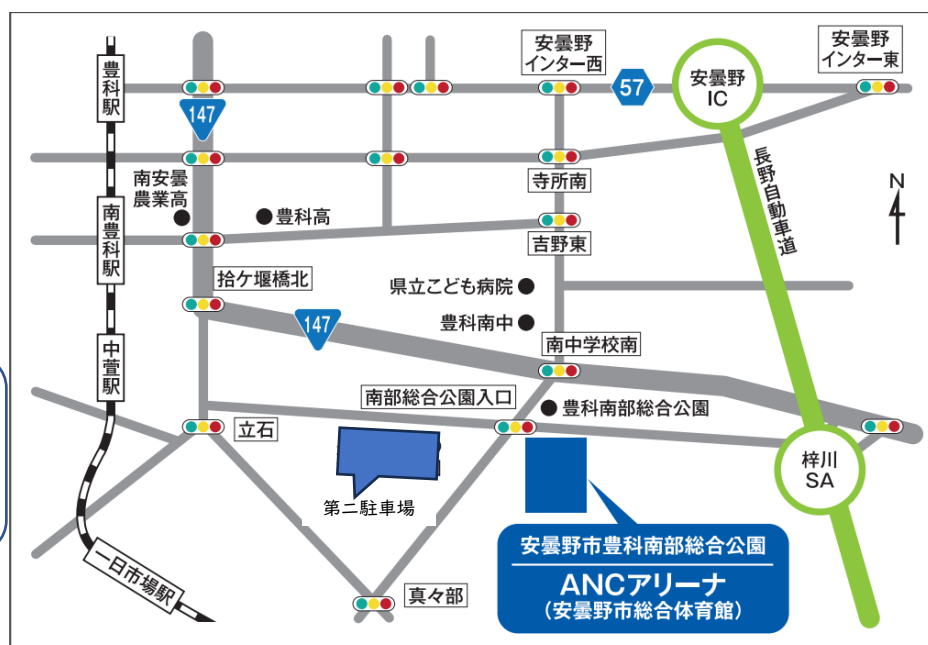 安曇野
インター西
安曇野
インター東
豊科駅
147
57
安曇野
IC
長野自動車道
N
寺所南
南安曇
農業高
豊科高
南豊科駅
吉野東
拾ケ堰橋北
県立こども病院
147
豊科南中
南中学校南
中萱駅
南部総合公園入口
豊科南部総合公園
立石
梓川
SA
第二駐車場
安曇野市豊科南部総合公園
ANCアリーナ
(安曇野市総合体育館)
一日市場駅
真々部